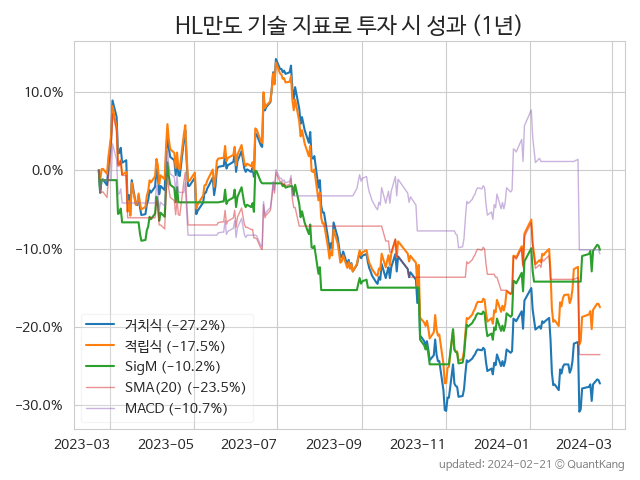 HL만도 기술 지표로 투자 시 성과 (1년)
10.0%
0.0%
−10.0%
−20.0%
−30.0%
거치식 (−27.2%)
적립식 (−17.5%)
SigM (−10.2%)
SMA(20) (−23.5%)
MACD (−10.7%)
2023-03 2023-05 2023-07 2023-09 2023-11 2024-01 2024-03
updated: 2024-02-21 © QuantKang